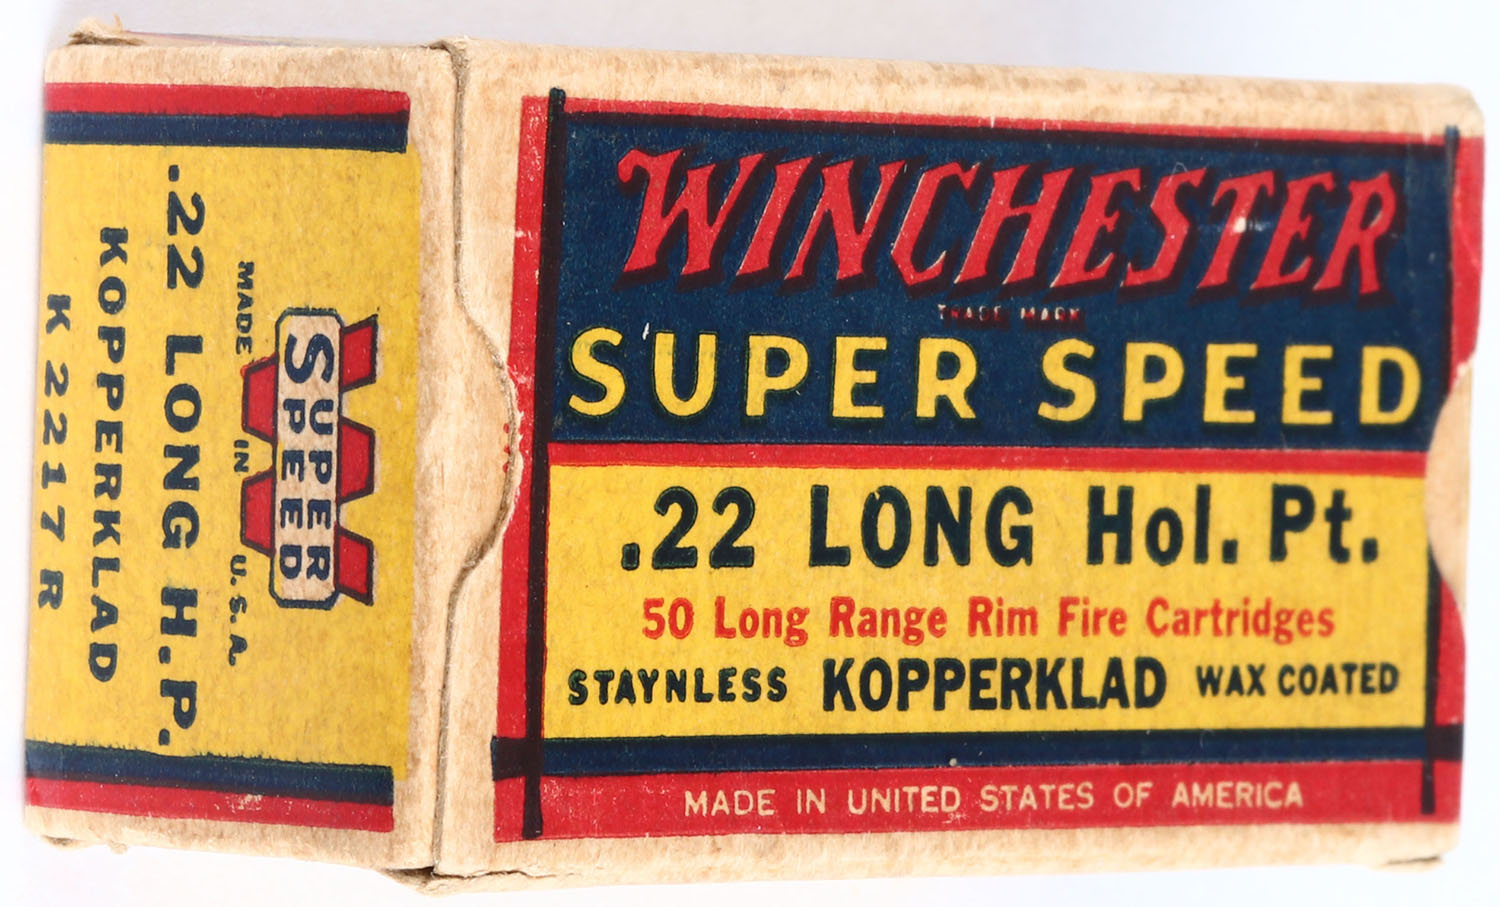 WINCHESTER
TRADE MARK
SUPER SPEED
.22 LONG Hol. Pt.
50 Long Range Rim Fire Cartridges
STAYNLESS KOPPERKLAD WAX COATED
MADE IN UNITED STATES OF AMERICA
SUPER
SPEED
MADE IN U.S.A.
.22 LONG H.P.
KOPPERKLAD
K2217R